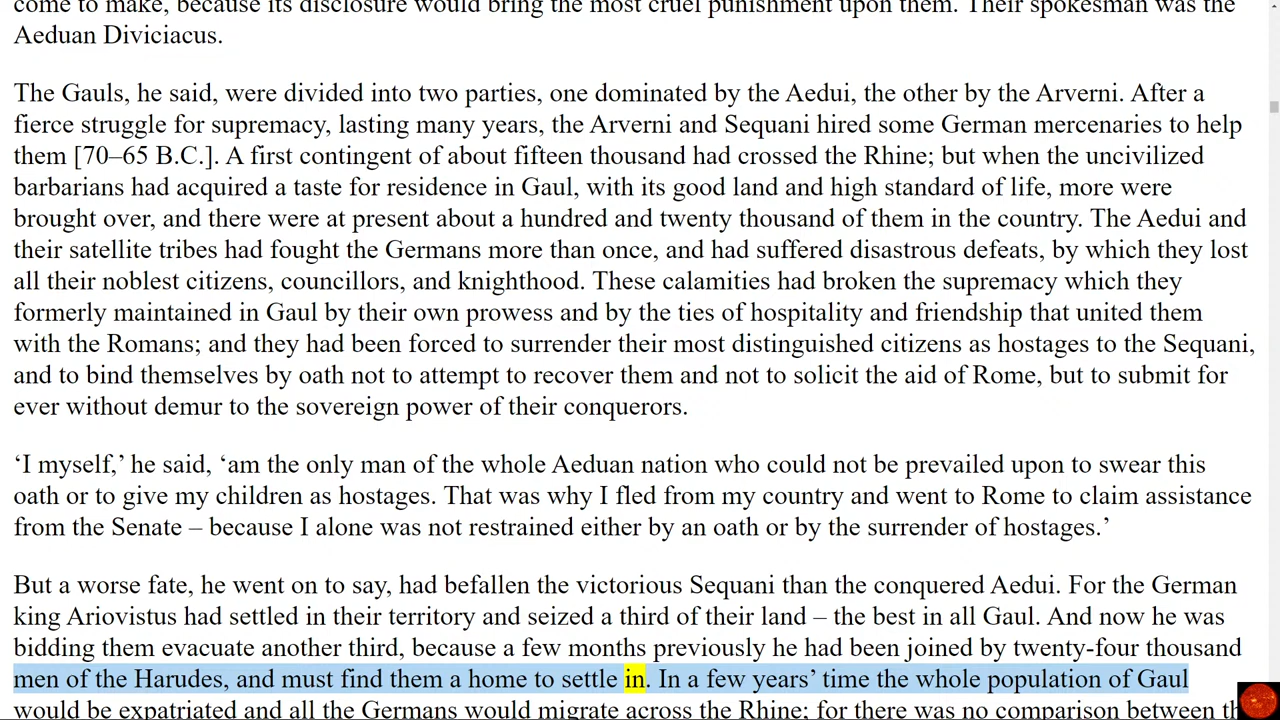 come to make, because its disclosure would bring the most cruel punishment upon them. Their spokesman was the
Aeduan Diviciacus.
The Gauls, he said, were divided into two parties, one dominated by the Aedui, the other by the Arverni. After a
fierce struggle for supremacy, lasting many years, the Arverni and Sequani hired some German mercenaries to help
them [70–65 B.C.]. A first contingent of about fifteen thousand had crossed the Rhine; but when the uncivilized
barbarians had acquired a taste for residence in Gaul, with its good land and high standard of life, more were
brought over, and there were at present about a hundred and twenty thousand of them in the country. The Aedui and
their satellite tribes had fought the Germans more than once, and had suffered disastrous defeats, by which they lost
all their noblest citizens, councillors, and knighthood. These calamities had broken the supremacy which they
formerly maintained in Gaul by their own prowess and by the ties of hospitality and friendship that united them
with the Romans; and they had been forced to surrender their most distinguished citizens as hostages to the Sequani,
and to bind themselves by oath not to attempt to recover them and not to solicit the aid of Rome, but to submit for
ever without demur to the sovereign power of their conquerors.
‘I myself,’ he said, ‘am the only man of the whole Aeduan nation who could not be prevailed upon to swear this
oath or to give my children as hostages. That was why I fled from my country and went to Rome to claim assistance
from the Senate – because I alone was not restrained either by an oath or by the surrender of hostages.’
But a worse fate, he went on to say, had befallen the victorious Sequani than the conquered Aedui. For the German
king Ariovistus had settled in their territory and seized a third of their land – the best in all Gaul. And now he was
bidding them evacuate another third, because a few months previously he had been joined by twenty-four thousand
men of the Harudes, and must find them a home to settle in. In a few years’ time the whole population of Gaul
would be expatriated and all the Germans would migrate across the Rhine; for there was no comparison between